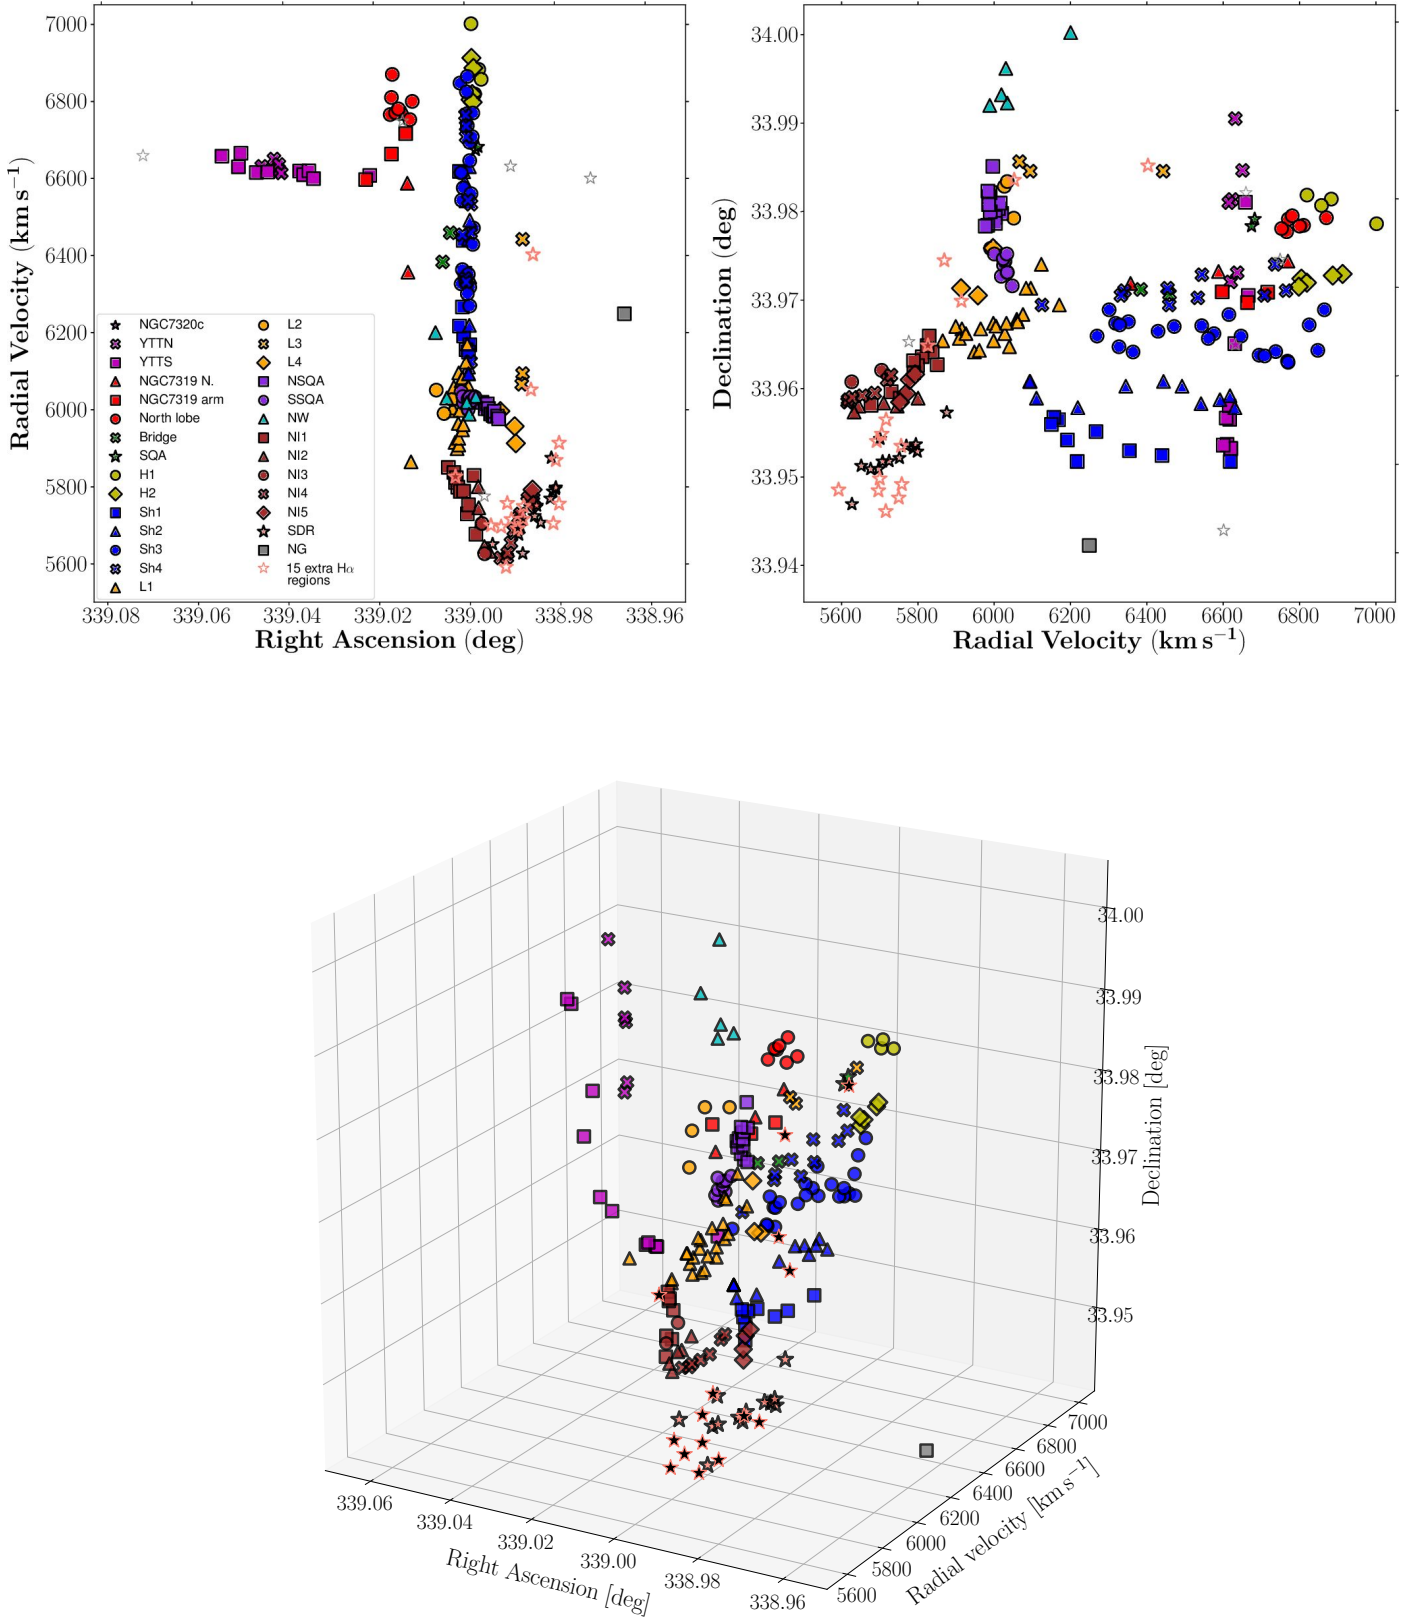 7000
6800
6600
6400
6200
6000
5800
5600
Radial Velocity (km s−1)
NGC7320c
YTTN
YTTS
NGC7319 N.
NGC7319 arm
North lobe
Bridge
SQA
H1
H2
Sh1
Sh2
Sh3
Sh4
L1
L2
L3
L4
NSQA
SSQA
NW
NI1
NI2
NI3
NI4
NI5
SDR
NG
15 extra Hα
regions
339.08 339.06 339.04 339.02 339.00 338.98 338.96
Right Ascension (deg)
34.00
33.99
33.98
33.97
33.96
33.95
33.94
Declination (deg)
5600 5800 6000 6200 6400 6600 6800 7000
Radial Velocity (km s−1)
34.00
33.99
33.98
33.97
33.96
33.95
Declination [deg]
7000
6800
6600
6400
6200
6000
5800
5600
Radial velocity [km s−1]
339.06
339.04
339.02
339.00
338.98
338.96
Right Ascension [deg]